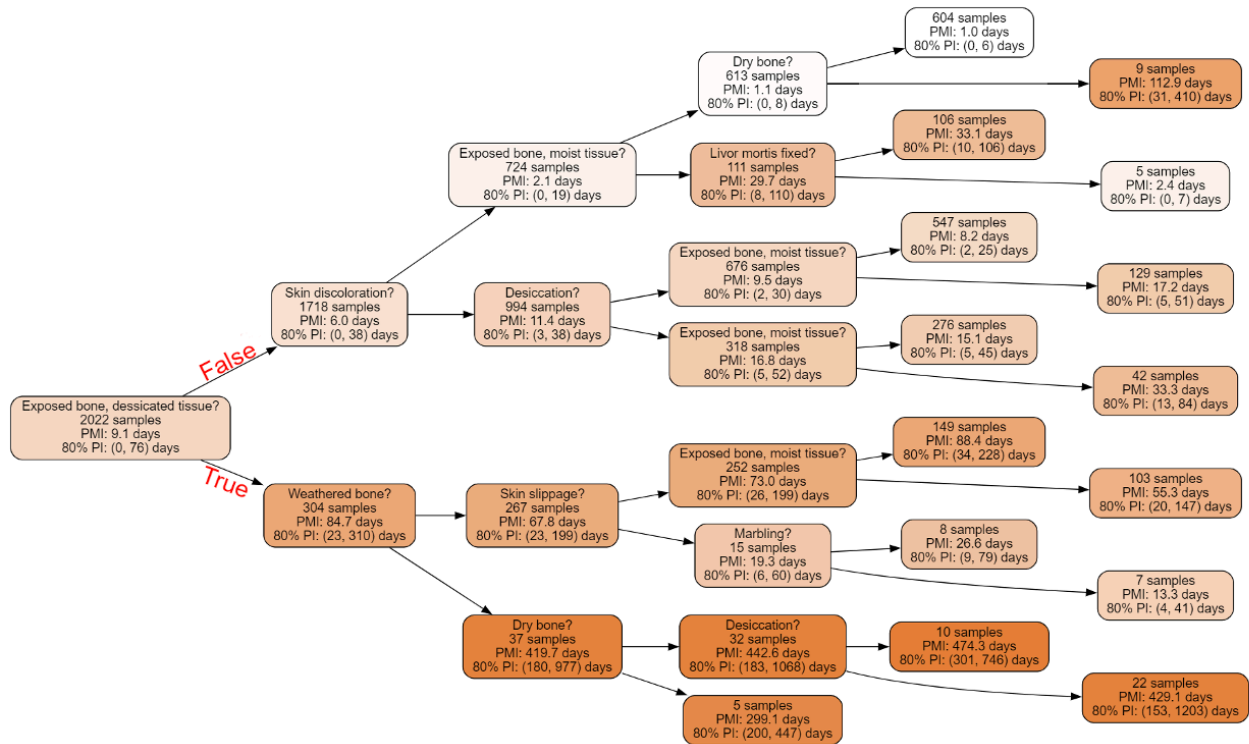 604 samples
PMI: 1.0 days
80% PI: (0, 6) days
Dry bone?
613 samples
PMI: 1.1 days
80% PI: (0, 8) days
9 samples
PMI: 112.9 days
80% PI: (31, 410) days
106 samples
PMI: 33.1 days
80% PI: (10, 106) days
Exposed bone, moist tissue?
724 samples
PMI: 2.1 days
80% PI: (0, 19) days
Livor mortis fixed?
111 samples
PMI: 29.7 days
80% PI: (8, 110) days
5 samples
PMI: 2.4 days
80% PI: (0, 7) days
547 samples
PMI: 8.2 days
80% PI: (2, 25) days
Exposed bone, moist tissue?
676 samples
PMI: 9.5 days
80% PI: (2, 30) days
129 samples
PMI: 17.2 days
80% PI: (5, 51) days
Skin discoloration?
1718 samples
PMI: 6.0 days
80% PI: (0, 38) days
Desiccation?
994 samples
PMI: 11.4 days
80% PI: (3, 38) days
276 samples
PMI: 15.1 days
80% PI: (5, 45) days
Exposed bone, moist tissue?
318 samples
PMI: 16.8 days
80% PI: (5, 52) days
42 samples
PMI: 33.3 days
80% PI: (13, 84) days
False
Exposed bone, dessicated tissue?
2022 samples
PMI: 9.1 days
80% PI: (0, 76) days
True
149 samples
PMI: 88.4 days
80% PI: (34, 228) days
Exposed bone, moist tissue?
252 samples
PMI: 73.0 days
80% PI: (26, 199) days
103 samples
PMI: 55.3 days
80% PI: (20, 147) days
Weathered bone?
304 samples
PMI: 84.7 days
80% PI: (23, 310) days
Skin slippage?
267 samples
PMI: 67.8 days
80% PI: (23, 199) days
8 samples
PMI: 26.6 days
80% PI: (9, 79) days
Marbling?
15 samples
PMI: 19.3 days
80% PI: (6, 60) days
7 samples
PMI: 13.3 days
80% PI: (4, 41) days
Dry bone?
37 samples
PMI: 419.7 days
80% PI: (180, 977) days
Desiccation?
32 samples
PMI: 442.6 days
80% PI: (183, 1068) days
10 samples
PMI: 474.3 days
80% PI: (301, 746) days
22 samples
PMI: 429.1 days
80% PI: (153, 1203) days
5 samples
PMI: 299.1 days
80% PI: (200, 447) days